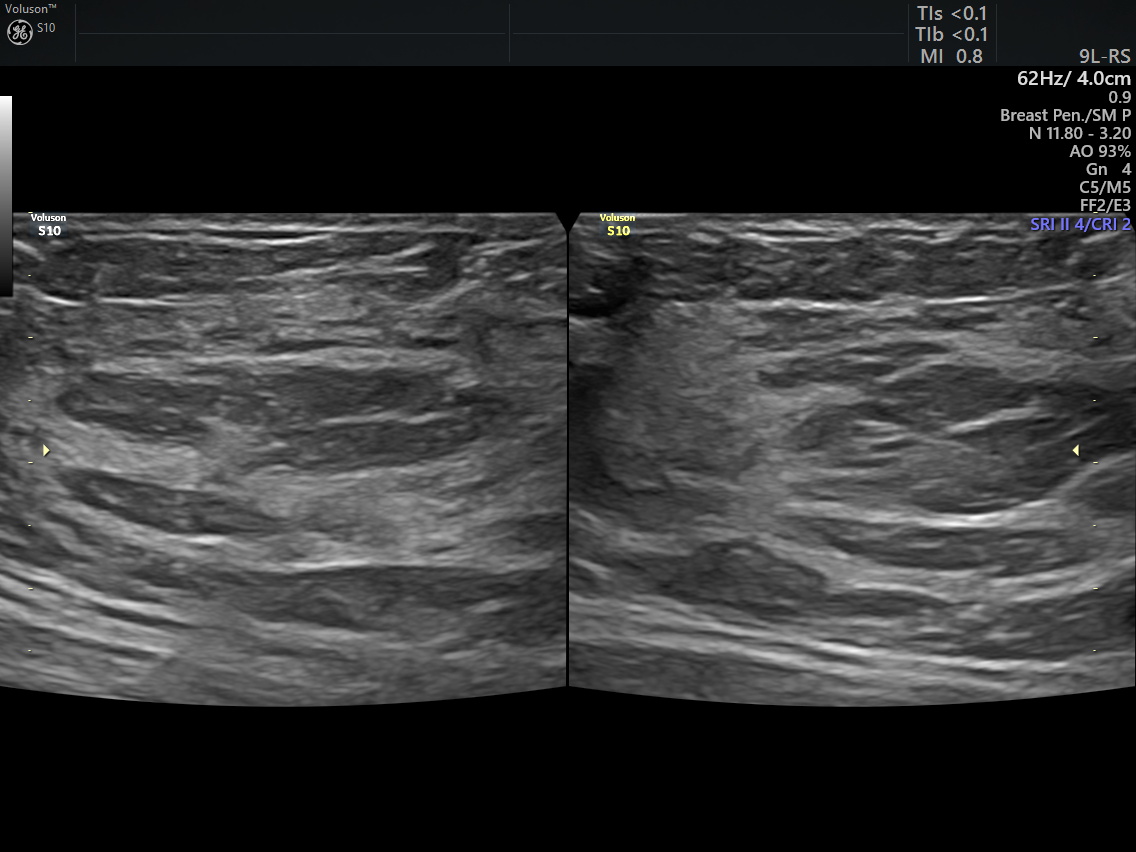 Voluson™
S10
TIs <0.1
TIb <0.1
MI 0.8
9L-RS
62Hz/ 4.0cm
0.9
Breast Pen./SM P
N 11.80 - 3.20
AO 93%
Gn 4
C5/M5
FF2/E3
SRI II 4/CRI 2
Voluson
S10
Voluson
S10